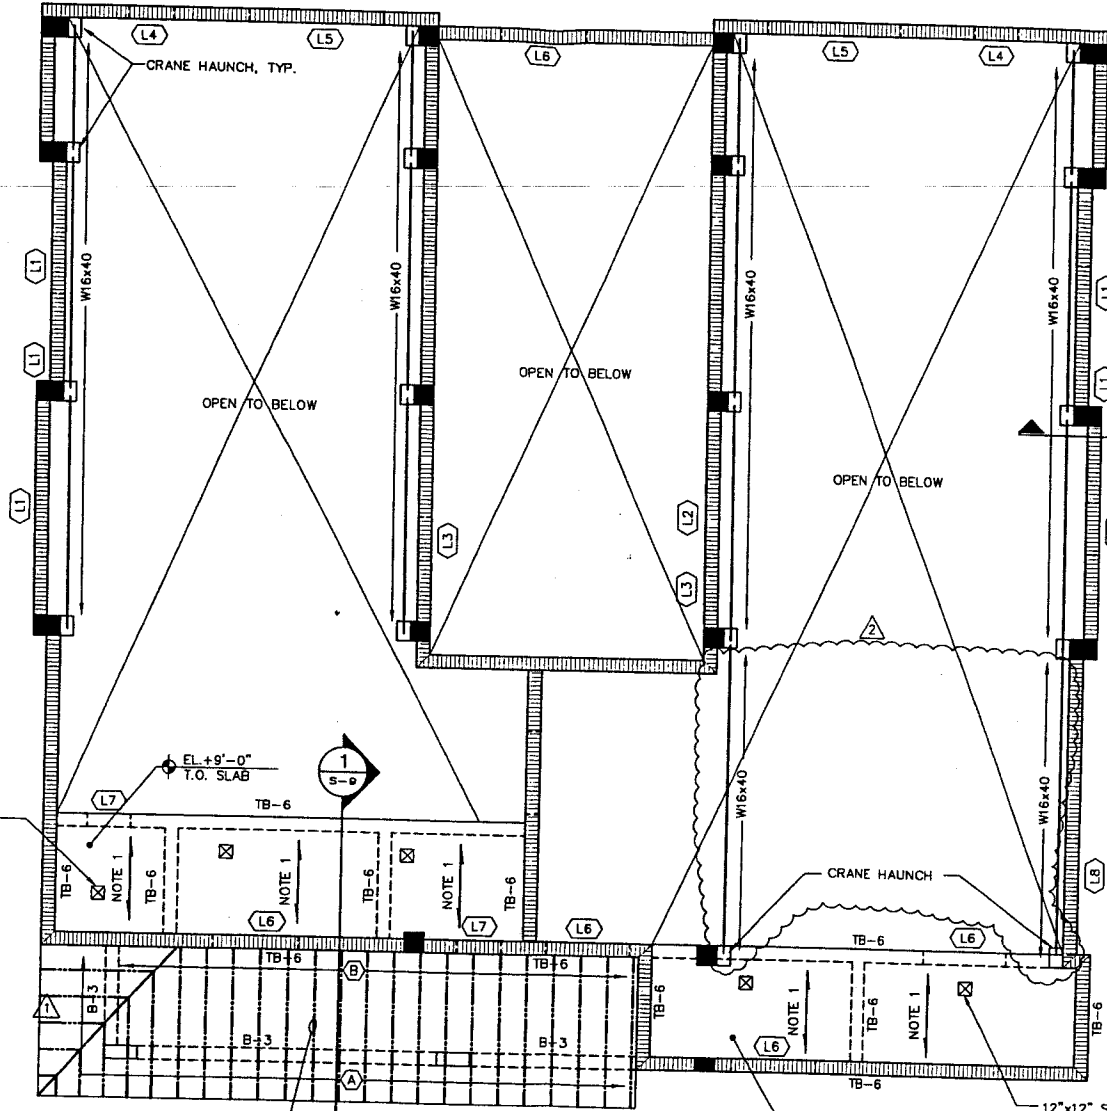 L4
L5
L6
L5
L4
CRANE HAUNCH, TYP.
L1
W16x40
W16x40
W16x40
W16x40
L1
L1
L1
OPEN TO BELOW
OPEN TO BELOW
OPEN TO BELOW
L1
L3
L2
L3
2
EL.+9'-0"
T.O. SLAB
1
S-9
L7
TB-6
W16x40
W16x40
CRANE HAUNCH
L8
TB-6
NOTE 1
TB-6
NOTE 1
TB-6
NOTE 1
TB-6
L6
L7
L6
TB-6
L6
TB-6
B
TB-6
1
B-3
B-3
B-3
A
TB-6
NOTE 1
TB-6
NOTE 1
TB-6
L6
TB-6
12"x12" S